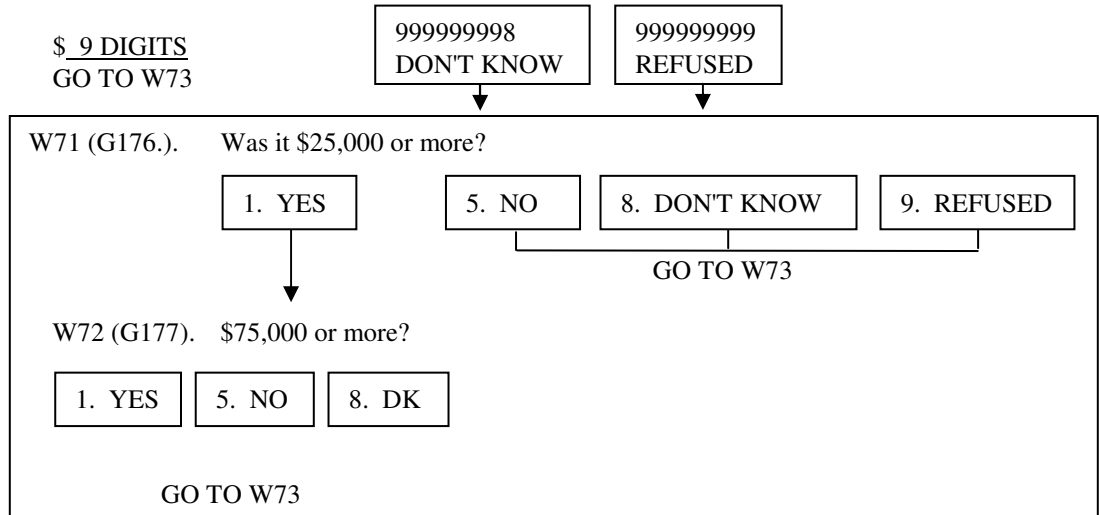 $ 9 DIGITS
GO TO W73
999999998
DON'T KNOW
999999999
REFUSED
W71 (G176.). Was it $25,000 or more?
1. YES
5. NO
8. DON'T KNOW
9. REFUSED
GO TO W73
W72 (G177). $75,000 or more?
1. YES
5. NO
8. DK
GO TO W73